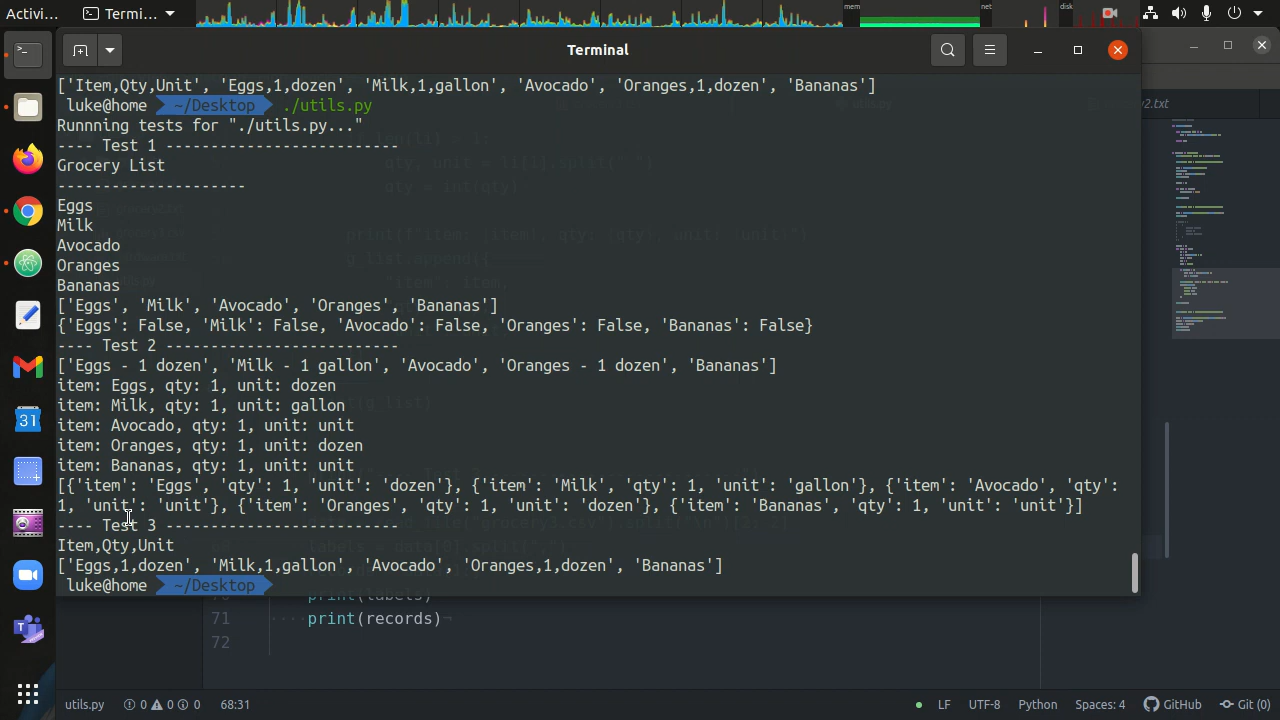 Activi... Termi...
mem net disk
Terminal
['Item,Qty,Unit', 'Eggs,1,dozen', 'Milk,1,gallon', 'Avocado', 'Oranges,1,dozen', 'Bananas']
luke@home ~/Desktop ./utils.py
Runnning tests for "./utils.py..."
---- Test 1 --------------------------
Grocery List
---------------------
Eggs
Milk
Avocado
Oranges
Bananas
['Eggs', 'Milk', 'Avocado', 'Oranges', 'Bananas']
{'Eggs': False, 'Milk': False, 'Avocado': False, 'Oranges': False, 'Bananas': False}
---- Test 2 --------------------------
['Eggs - 1 dozen', 'Milk - 1 gallon', 'Avocado', 'Oranges - 1 dozen', 'Bananas']
item: Eggs, qty: 1, unit: dozen
item: Milk, qty: 1, unit: gallon
item: Avocado, qty: 1, unit: unit
item: Oranges, qty: 1, unit: dozen
item: Bananas, qty: 1, unit: unit
[{'item': 'Eggs', 'qty': 1, 'unit': 'dozen'}, {'item': 'Milk', 'qty': 1, 'unit': 'gallon'}, {'item': 'Avocado', 'qty':
1, 'unit': 'unit'}, {'item': 'Oranges', 'qty': 1, 'unit': 'dozen'}, {'item': 'Bananas', 'qty': 1, 'unit': 'unit'}]
---- Test 3 --------------------------
Item,Qty,Unit
['Eggs,1,dozen', 'Milk,1,gallon', 'Avocado', 'Oranges,1,dozen', 'Bananas']
luke@home ~/Desktop
print(labels)
71 print(records)
72
utils.py 0 0 0 68:31 LF UTF-8 Python Spaces: 4 GitHub Git (0)